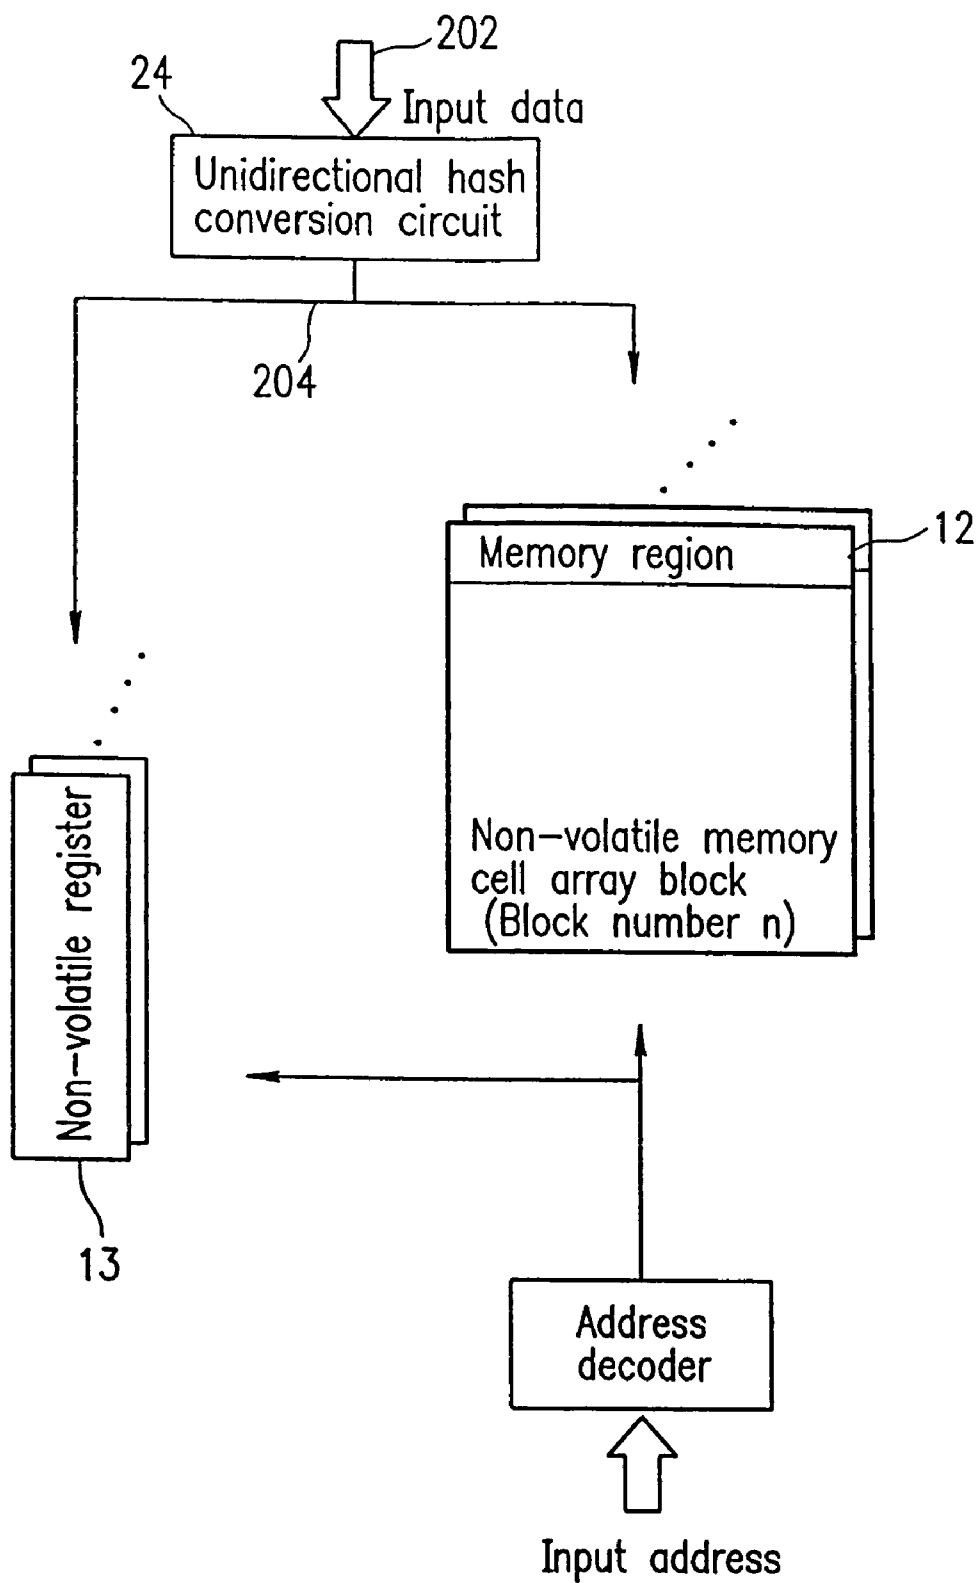 202
24
Input data
Unidirectional hash
conversion circuit
204
12
Memory region
Non-volatile memory
cell array block
(Block number n)
Non-volatile register
13
Address
decoder
Input address